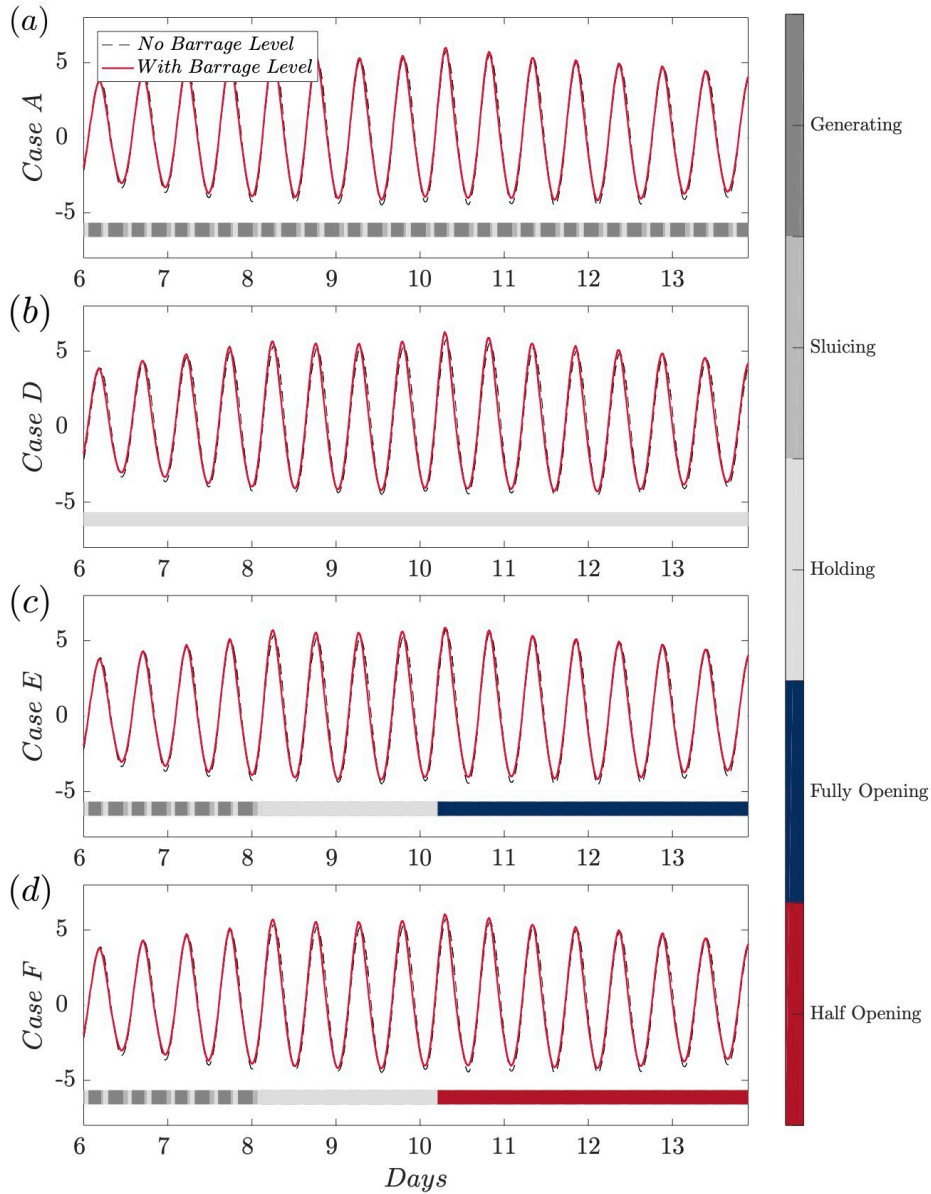 (a)
Case A
5
0
-5
No Barrage Level
With Barrage Level
6 7 8 9 10 11 12 13
(b)
Case D
5
0
-5
6 7 8 9 10 11 12 13
(c)
Case E
5
0
-5
6 7 8 9 10 11 12 13
(d)
Case F
5
0
-5
6 7 8 9 10 11 12 13
Days
Generating
Sluicing
Holding
Fully Opening
Half Opening